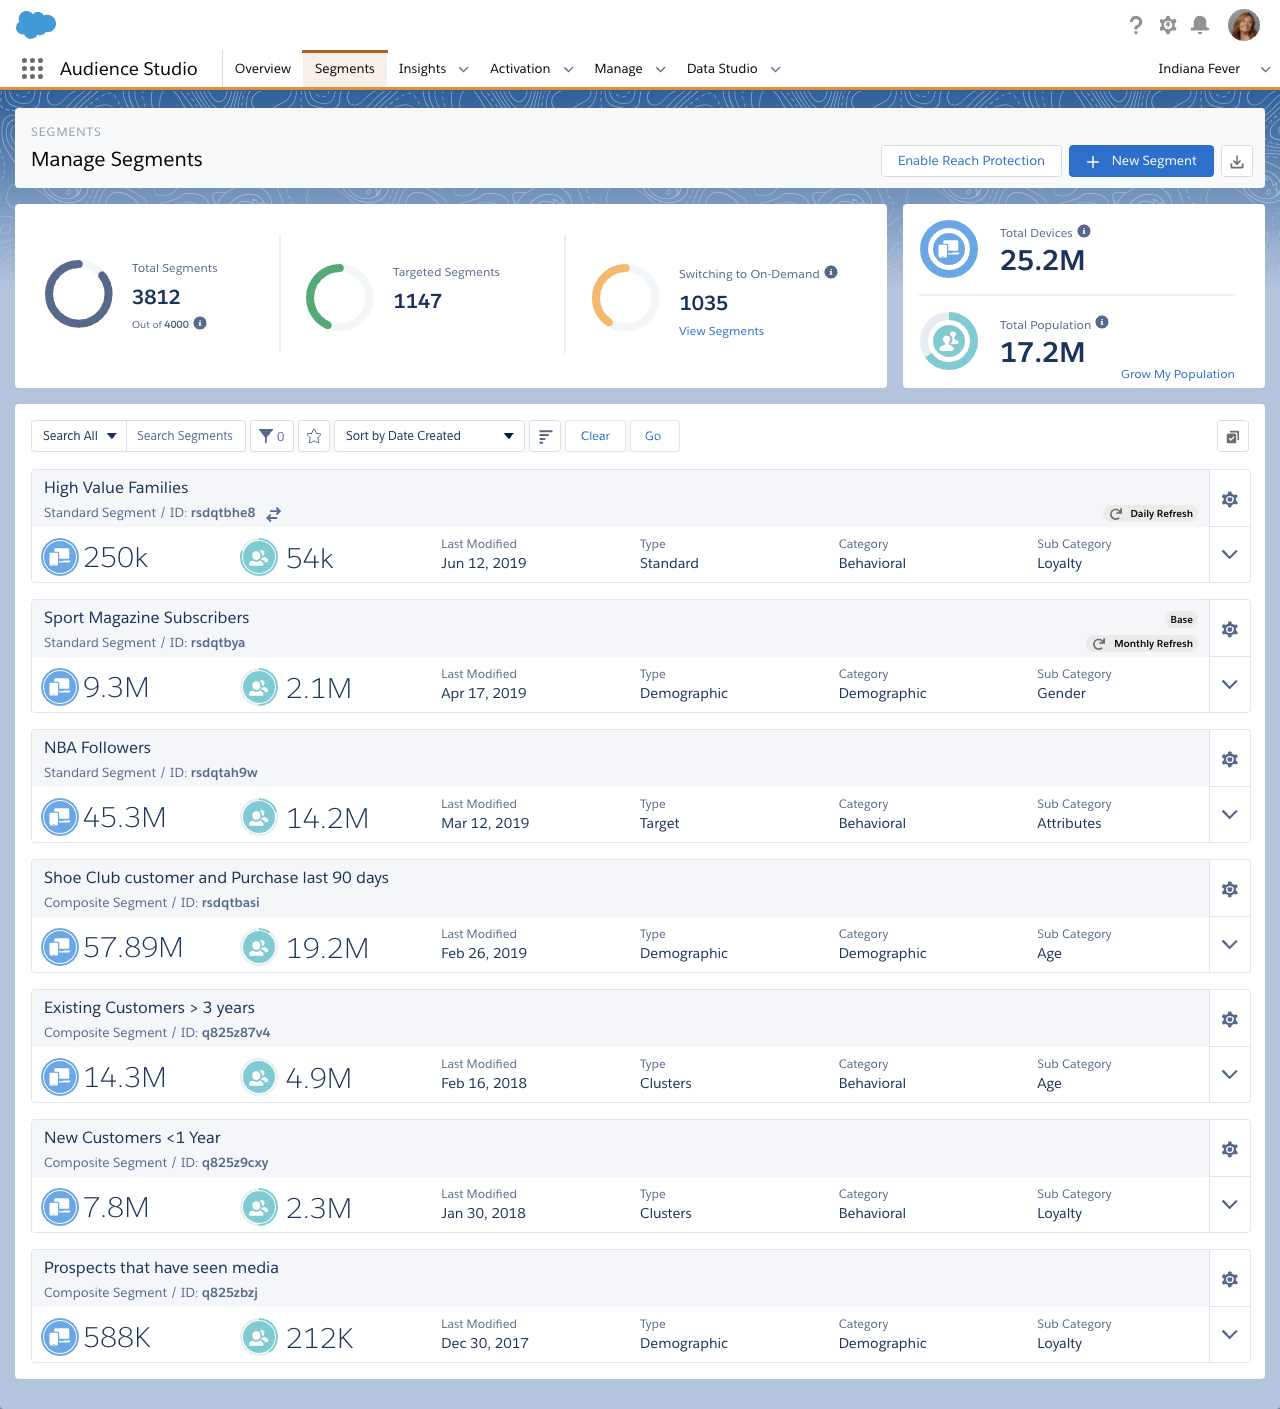 Audience Studio
Overview
Segments
Insights
Activation
Manage
Data Studio
Indiana Fever
SEGMENTS
Manage Segments
Enable Reach Protection
New Segment
Total Segments
3812
Out of 4000
Targeted Segments
1147
Switching to On-Demand
1035
View Segments
Total Devices
25.2M
Total Population
17.2M
Grow My Population
Search All
Search Segments
0
Sort by Date Created
Clear
Go
High Value Families
Standard Segment / ID: rsdqtbhe8
Daily Refresh
250k
54k
Last Modified
Jun 12, 2019
Type
Standard
Category
Behavioral
Sub Category
Loyalty
Sport Magazine Subscribers
Base
Standard Segment / ID: rsdqtbya
Monthly Refresh
9.3M
2.1M
Last Modified
Apr 17, 2019
Type
Demographic
Category
Demographic
Sub Category
Gender
NBA Followers
Standard Segment / ID: rsdqtah9w
45.3M
14.2M
Last Modified
Mar 12, 2019
Type
Target
Category
Behavioral
Sub Category
Attributes
Shoe Club customer and Purchase last 90 days
Composite Segment / ID: rsdqtbasi
57.89M
19.2M
Last Modified
Feb 26, 2019
Type
Demographic
Category
Demographic
Sub Category
Age
Existing Customers > 3 years
Composite Segment / ID: q825z87v4
14.3M
4.9M
Last Modified
Feb 16, 2018
Type
Clusters
Category
Behavioral
Sub Category
Age
New Customers <1 Year
Composite Segment / ID: q825z9cxy
7.8M
2.3M
Last Modified
Jan 30, 2018
Type
Clusters
Category
Behavioral
Sub Category
Loyalty
Prospects that have seen media
Composite Segment / ID: q825zbzj
588K
212K
Last Modified
Dec 30, 2017
Type
Demographic
Category
Demographic
Sub Category
Loyalty